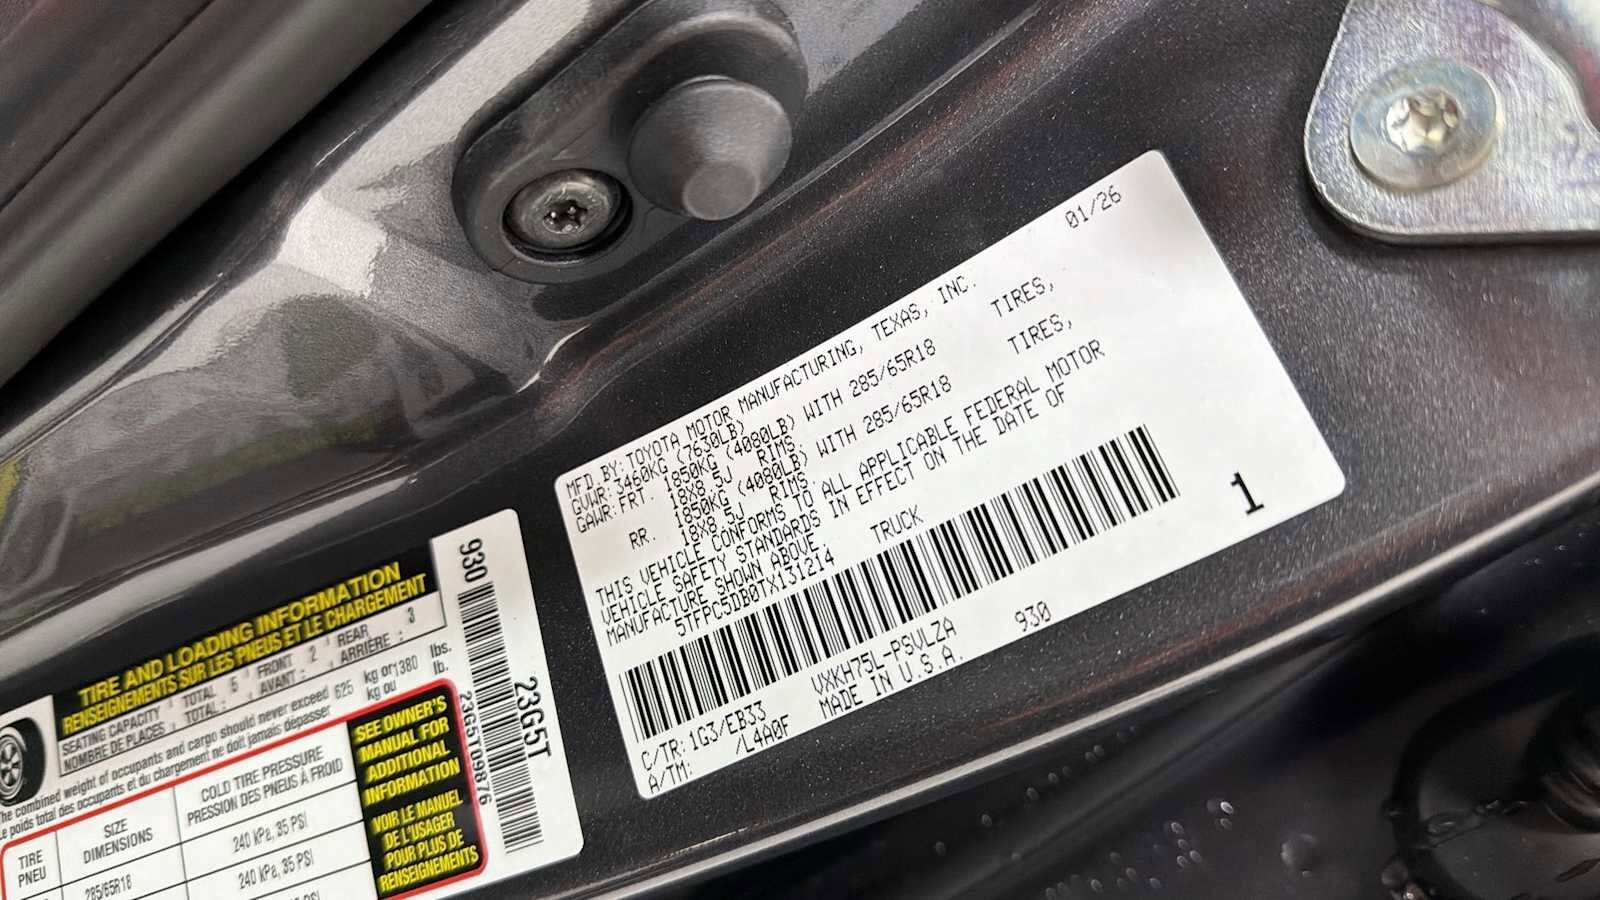 01/26
MFD.BY:TOYOTA MOTOR MANUFACTURING, TEXAS, INC.
GVWR:3460KG (7630LB)
GAWR:FRT. 1850KG (4080LB) WITH 285/65R18 TIRES,
18X8.5J RIMS
RR. 1850KG (4080LB) WITH 285/65R18 TIRES,
18X8.5J RIMS
THIS VEHICLE CONFORMS TO ALL APPLICABLE FEDERAL MOTOR
VEHICLE SAFETY STANDARDS IN EFFECT ON THE DATE OF
MANUFACTURE SHOWN ABOVE.
5TFPC5DB0TX131214 TRUCK
1
VXKH75L-PSVLZA 930
C/TR:1G3/EB33 MADE IN U.S.A.
A/TM: /L4A0F
930
23G5T
23G5T09876
TIRE AND LOADING INFORMATION
RENSEIGNEMENTS SUR LES PNEUS ET LE CHARGEMENT
SEATING CAPACITY TOTAL 5 FRONT 2 REAR 3
NOMBRE DE PLACES TOTAL: AVANT: ARRIÈRE:
The combined weight of occupants and cargo should never exceed 625 kg or 1380 lbs.
Le poids total des occupants et du chargement ne doit jamais dépasser kg ou lb.
TIRE SIZE COLD TIRE PRESSURE
PNEU DIMENSIONS PRESSION DES PNEUS À FROID
285/65R18 240 kPa, 35 PSI
240 kPa, 35 PSI
SEE OWNER'S
MANUAL FOR
ADDITIONAL
INFORMATION
VOIR LE MANUEL
DE L'USAGER
POUR PLUS DE
RENSEIGNEMENTS